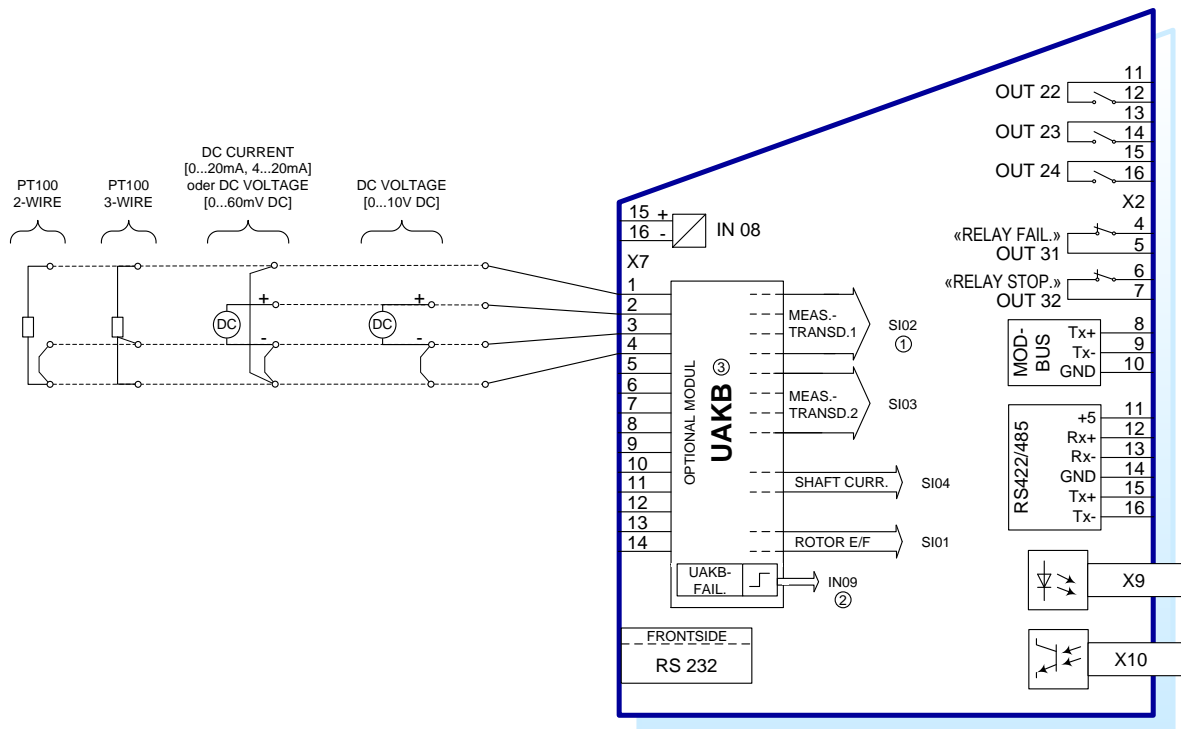 PT100
2-WIRE
PT100
3-WIRE
DC CURRENT
[0...20mA, 4...20mA]
oder DC VOLTAGE
[0...60mV DC]
DC VOLTAGE
[0...10V DC]
+
DC
-
+
DC
-
15 +
16 -
IN 08
X7
1
2
3
4
5
6
7
8
9
10
11
12
13
14
OPTIONAL MODUL
UAKB ③
MEAS.-
TRANSD.1
SI02
①
MEAS.-
TRANSD.2
SI03
SHAFT CURR.
SI04
ROTOR E/F
SI01
UAKB-
FAIL.
IN09
②
FRONTSIDE
RS 232
OUT 22
11
12
OUT 23
13
14
OUT 24
15
16
X2
«RELAY FAIL.»
OUT 31
4
5
«RELAY STOP.»
OUT 32
6
7
MOD-
BUS
Tx+ 8
Tx- 9
GND 10
RS422/485
+5 11
Rx+ 12
Rx- 13
GND 14
Tx+ 15
Tx- 16
X9
X10